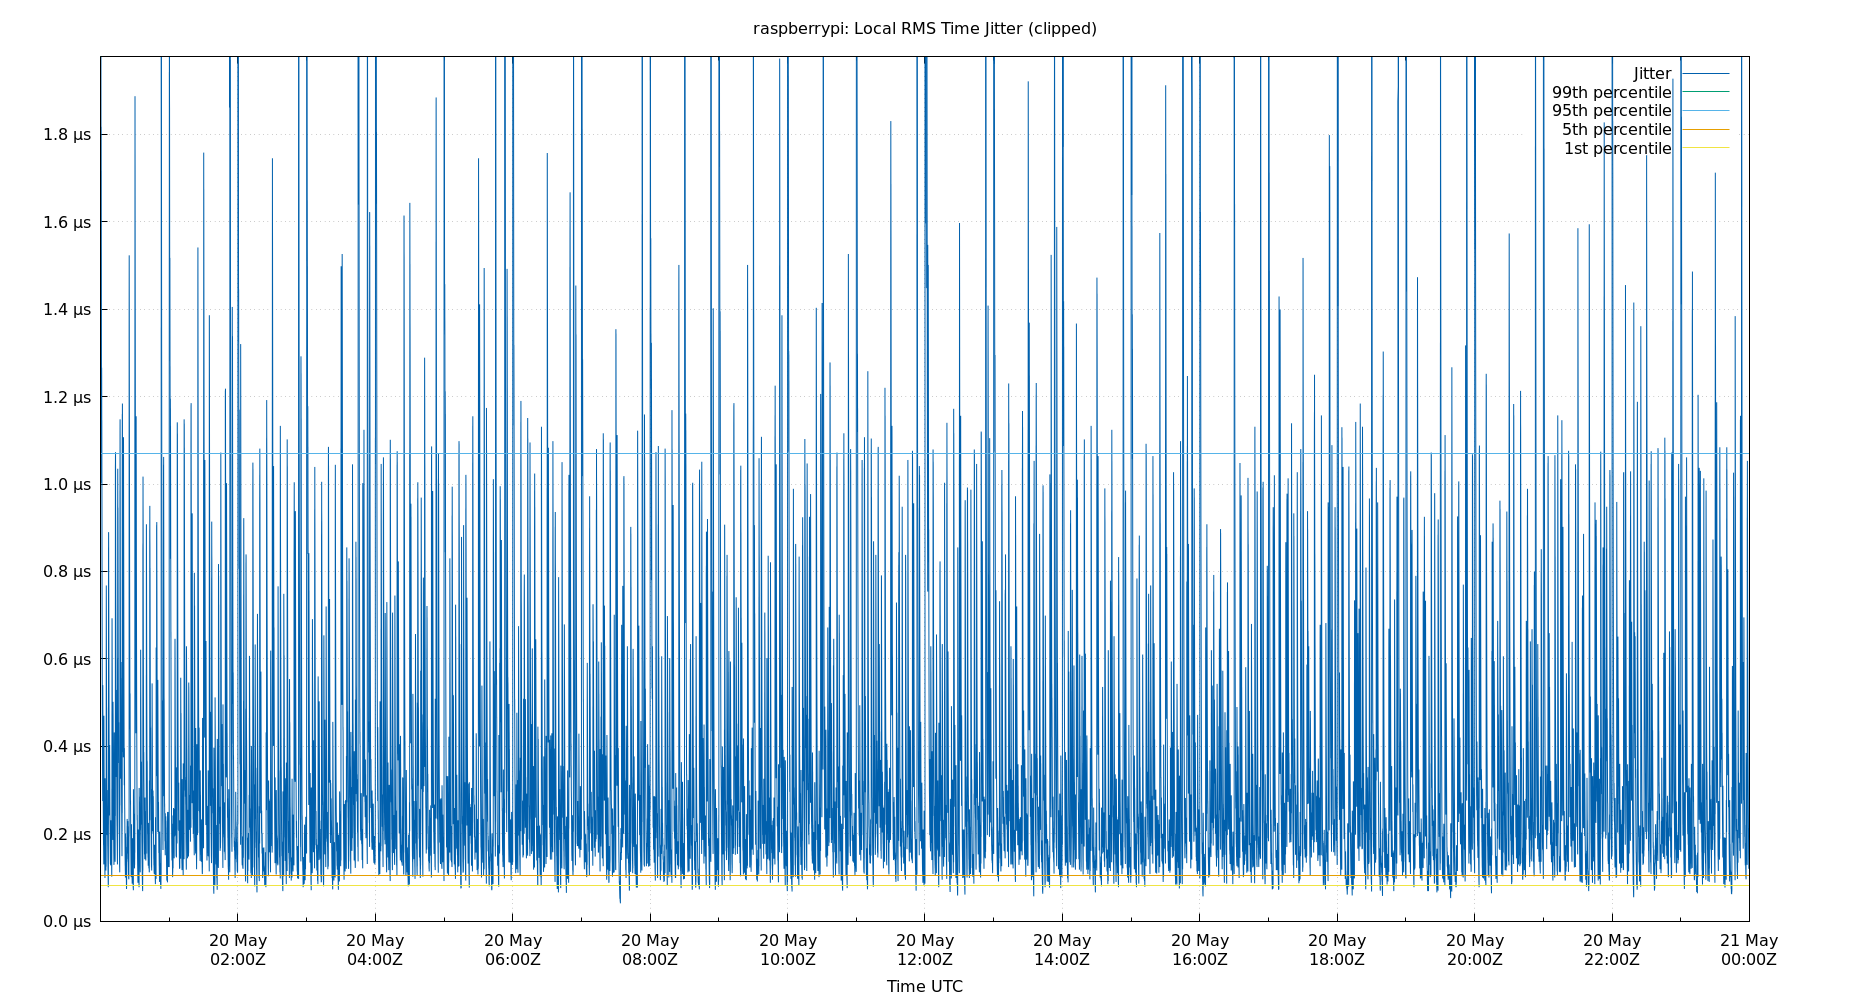 raspberrypi: Local RMS Time Jitter (clipped)
Jitter
99th percentile
95th percentile
5th percentile
1st percentile
1.8 μs
1.6 μs
1.4 μs
1.2 μs
1.0 μs
0.8 μs
0.6 μs
0.4 μs
0.2 μs
0.0 μs
20 May 20 May 20 May 20 May 20 May 20 May 20 May 20 May 20 May 20 May 20 May 21 May
02:00Z 04:00Z 06:00Z 08:00Z 10:00Z 12:00Z 14:00Z 16:00Z 18:00Z 20:00Z 22:00Z 00:00Z
Time UTC